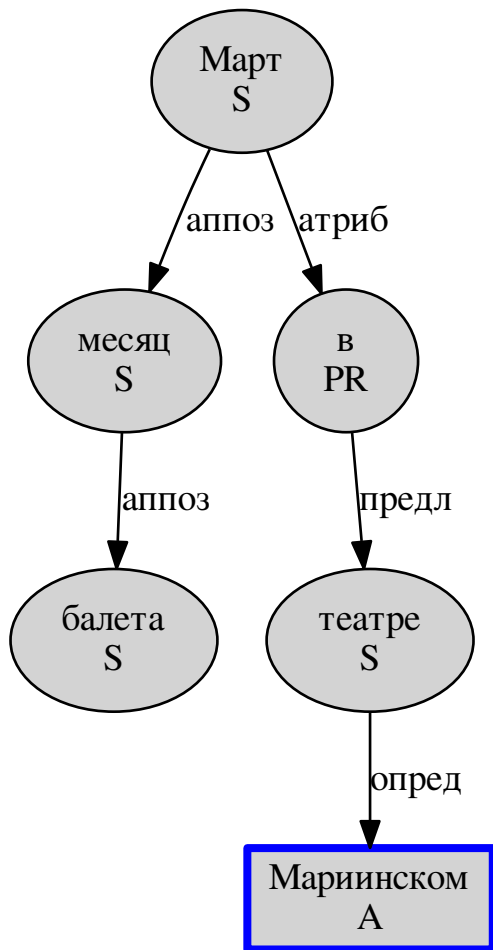 Март
S
аппоз атриб
месяц
S
в
PR
аппоз
предл
балета
S
театре
S
опред
Мариинском
A